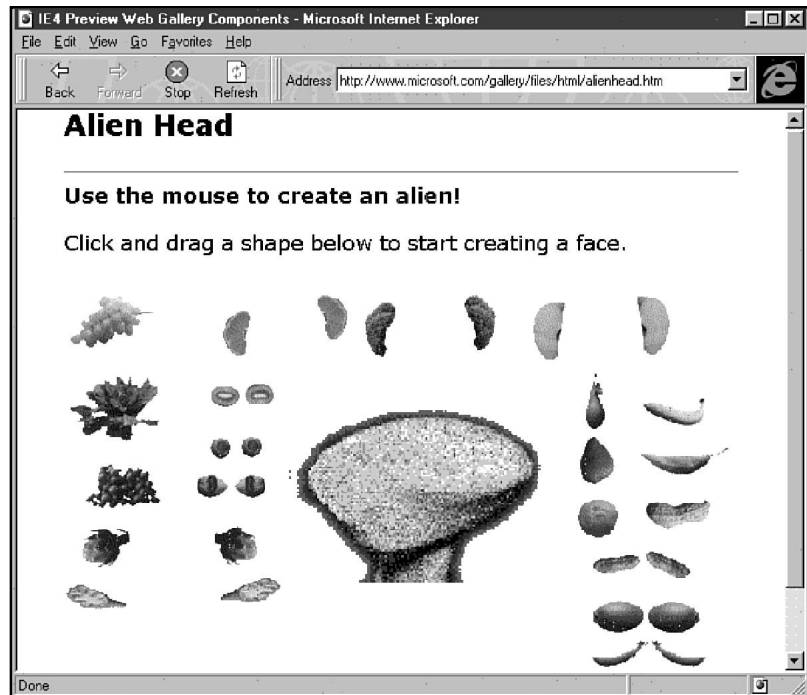 IE4 Preview Web Gallery Components - Microsoft Internet Explorer
File Edit View Go Favorites Help
Back Forward Stop Refresh Address http://www.microsoft.com/gallery/files/html/alienhead.htm
Alien Head
Use the mouse to create an alien!
Click and drag a shape below to start creating a face.
Done